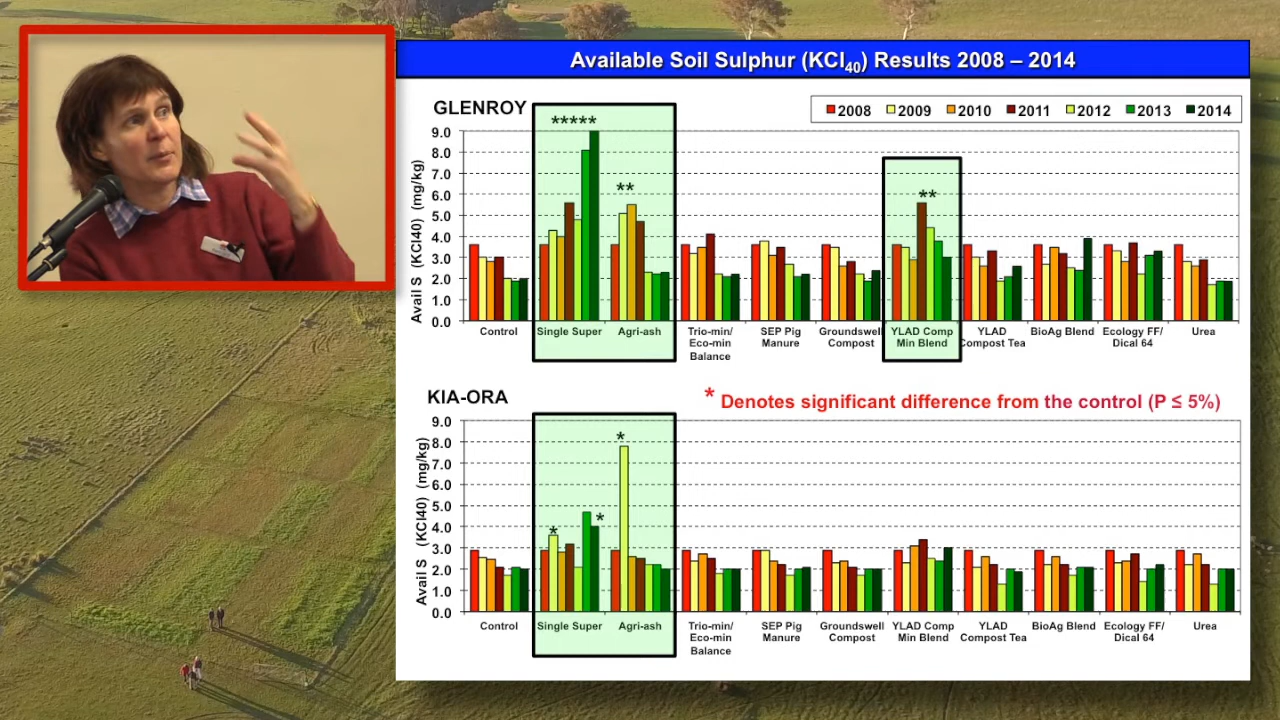 Available Soil Sulphur (KCl40) Results 2008 – 2014
GLENROY
2008 2009 2010 2011 2012 2013 2014
Avail S (KCl40) (mg/kg)
9.0
8.0
7.0
6.0
5.0
4.0
3.0
2.0
1.0
0.0
*****
**
**
Control Single Super Agri-ash Trio-min/ SEP Pig Groundswell YLAD Comp YLAD BioAg Blend Ecology FF/ Urea
Eco-min Manure Compost Min Blend Compost Tea Dical 64
Balance
KIA-ORA
* Denotes significant difference from the control (P ≤ 5%)
Avail S (KCl40) (mg/kg)
9.0
8.0
7.0
6.0
5.0
4.0
3.0
2.0
1.0
0.0
*
*
*
Control Single Super Agri-ash Trio-min/ SEP Pig Groundswell YLAD Comp YLAD BioAg Blend Ecology FF/ Urea
Eco-min Manure Compost Min Blend Compost Tea Dical 64
Balance